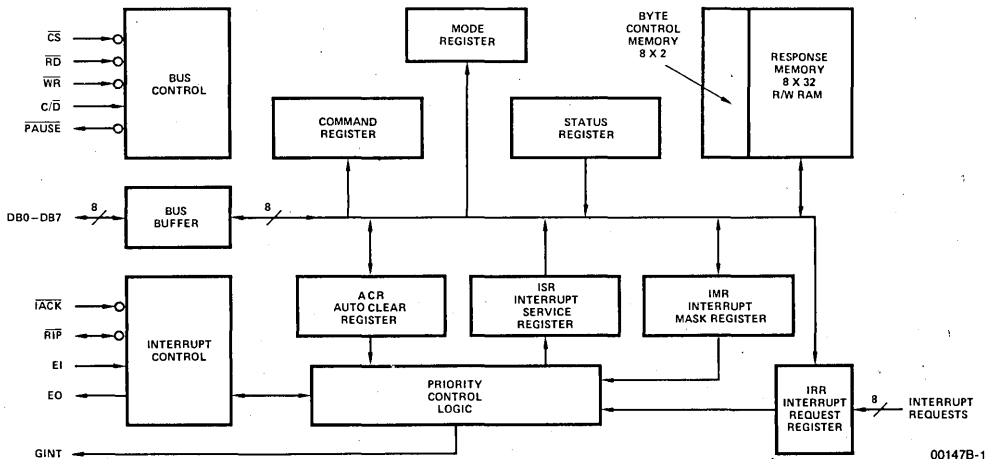 CS
RD
WR
C/D
PAUSE
BUS
CONTROL
MODE
REGISTER
BYTE
CONTROL
MEMORY
8 X 2
RESPONSE
MEMORY
8 X 32
R/W RAM
COMMAND
REGISTER
STATUS
REGISTER
DB0–DB7
8
BUS
BUFFER
8
IACK
RIP
EI
EO
GINT
INTERRUPT
CONTROL
ACR
AUTO CLEAR
REGISTER
ISR
INTERRUPT
SERVICE
REGISTER
IMR
INTERRUPT
MASK REGISTER
PRIORITY
CONTROL
LOGIC
IRR
INTERRUPT
REQUEST
REGISTER
8
INTERRUPT
REQUESTS
00147B-1